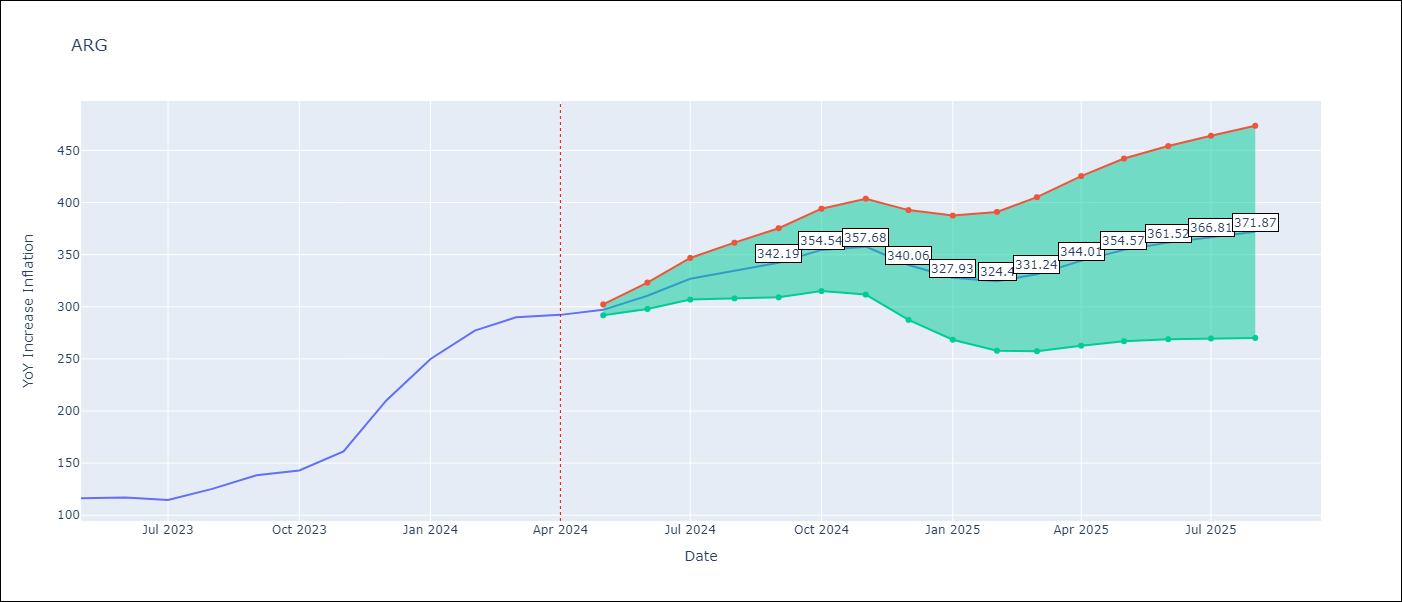 ARG
YoY Increase Inflation
450
400
350
300
250
200
150
100
342.19
354.54
357.68
340.06
327.93
324.4
331.24
344.01
354.57
361.52
366.81
371.87
Jul 2023
Oct 2023
Jan 2024
Apr 2024
Jul 2024
Oct 2024
Jan 2025
Apr 2025
Jul 2025
Date